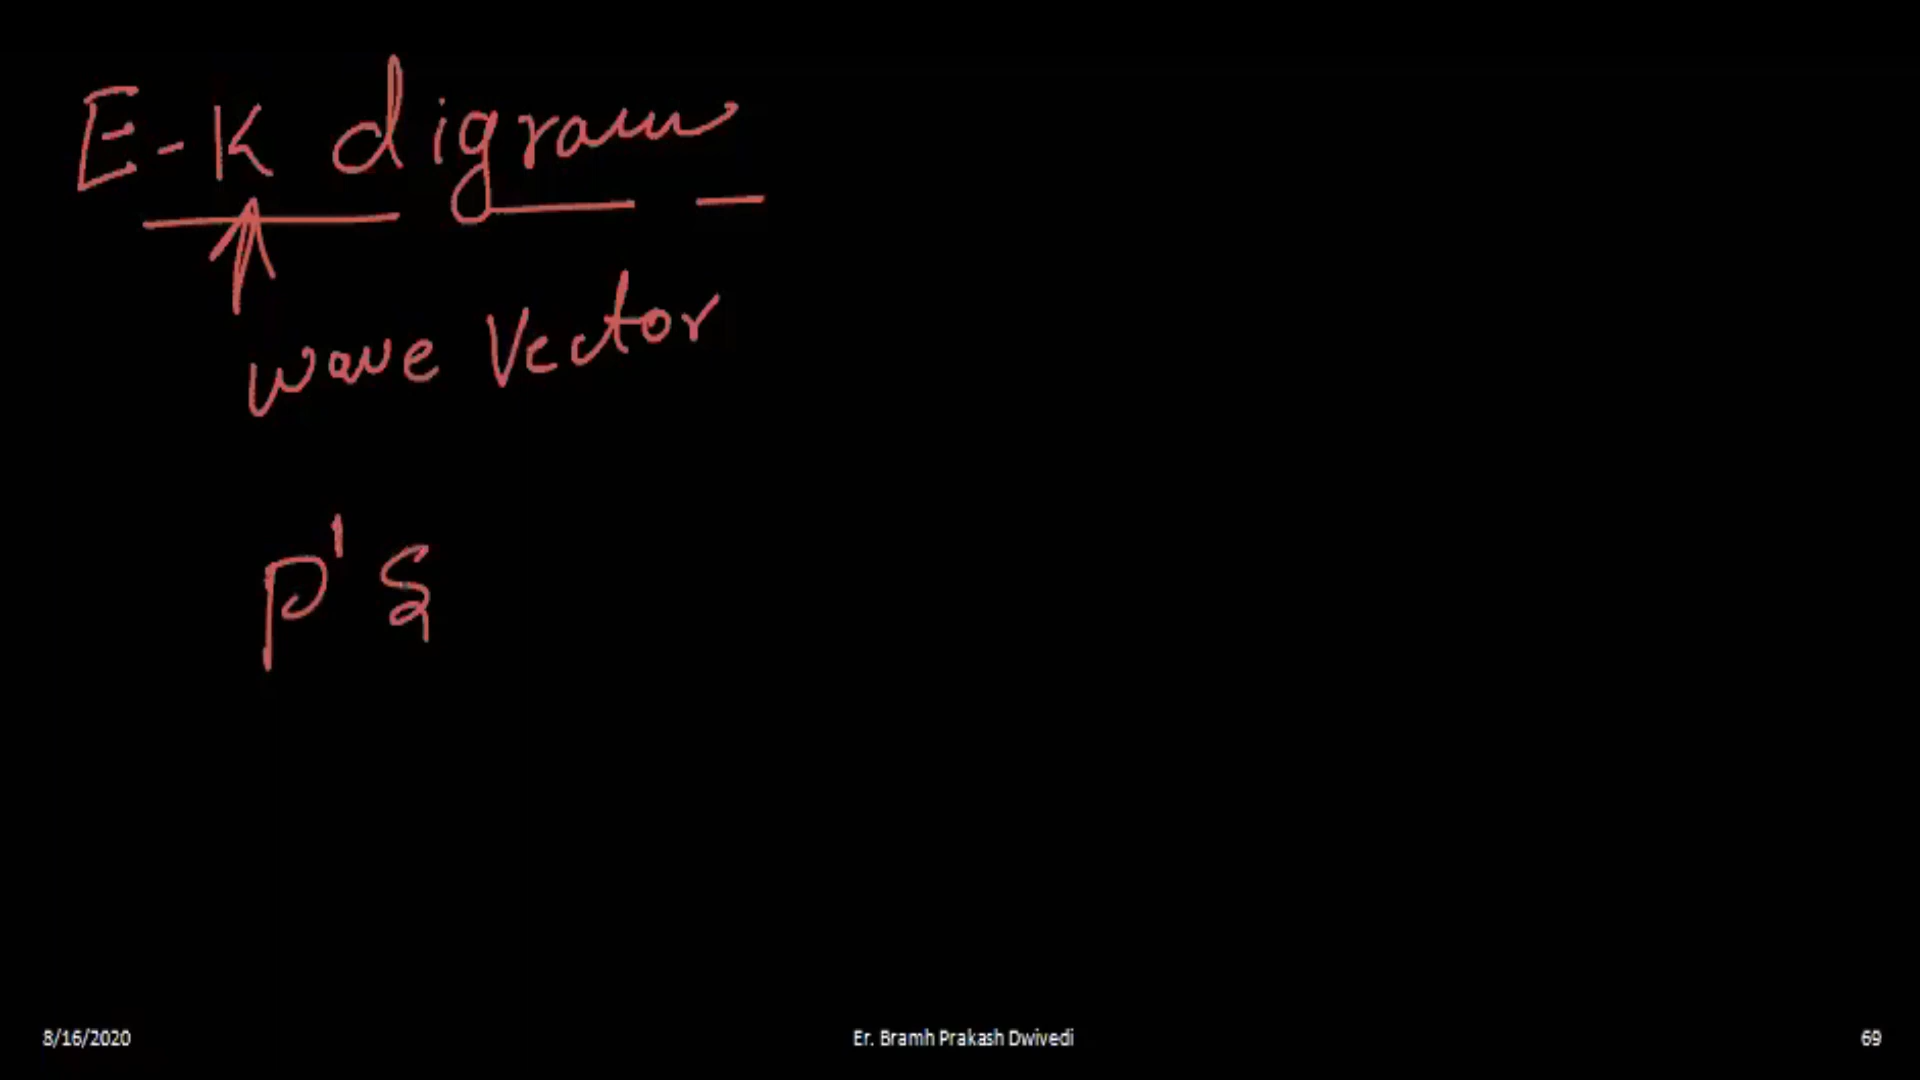 E-K digram
wave Vector
8/16/2020
Er. Bramh Prakash Dwivedi
69